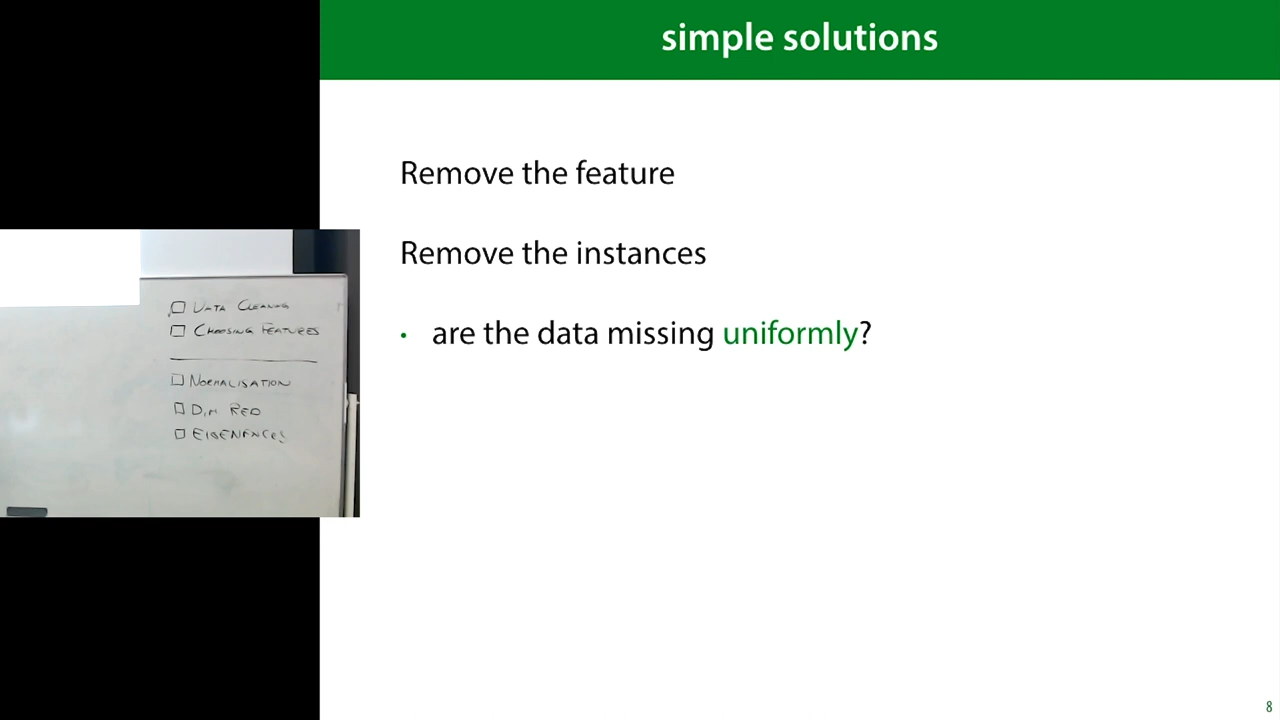 simple solutions
Remove the feature
Remove the instances
• are the data missing uniformly?
DATA CLEANING
CHOOSING FEATURES
NORMALISATION
DIM RED
EIGENFACES
8